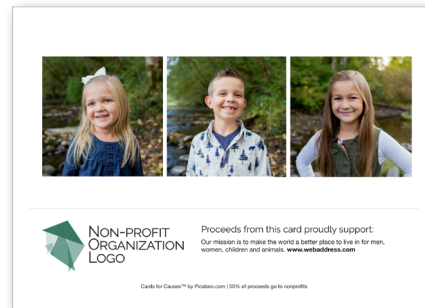 NON-PROFIT
ORGANIZATION
LOGO
Proceeds from this card proudly support:
Our mission is to make the world a better place to live in for men,
women, children and animals. www.webaddress.com
Cards for Causes™ by Picaboo.com | 50% of proceeds go to nonprofits